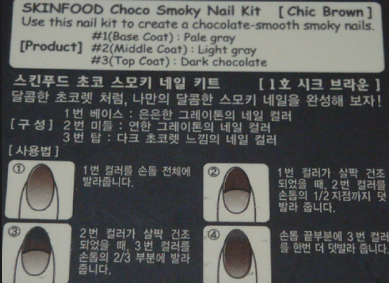 SKINFOOD Choco Smoky Nail Kit [Chic Brown]
Use this nail kit to create a chocolate-smooth smoky nails.
#1(Base Coat) : Pale gray
[Product] #2(Middle Coat) : Light gray
#3(Top Coat) : Dark chocolate
스킨푸드 초코 스모키 네일 키트 [1호 시크 브라운]
달콤한 초코렛 처럼, 나만의 달콤한 스모키 네일을 완성해 보자!
1번 베이스 : 은은한 그레이톤의 네일 컬러
[구성] 2번 미들 : 연한 그레이톤의 네일 컬러
3번 탑 : 다크 초코렛 느낌의 네일 컬러
[사용법]
① 1번 컬러를 손톱 전체에
발라줍니다.
② 1번 컬러가 살짝 건조
되었을 때, 2번 컬러를
손톱의 1/2 지점까지 덧
발라 줍니다.
③ 2번 컬러가 살짝 건조
되었을 때, 3번 컬러를
손톱의 2/3 부분에 발라
줍니다.
④ 손톱 끝부분에 3번 컬러
를 한번 더 덧발라 줍니다.